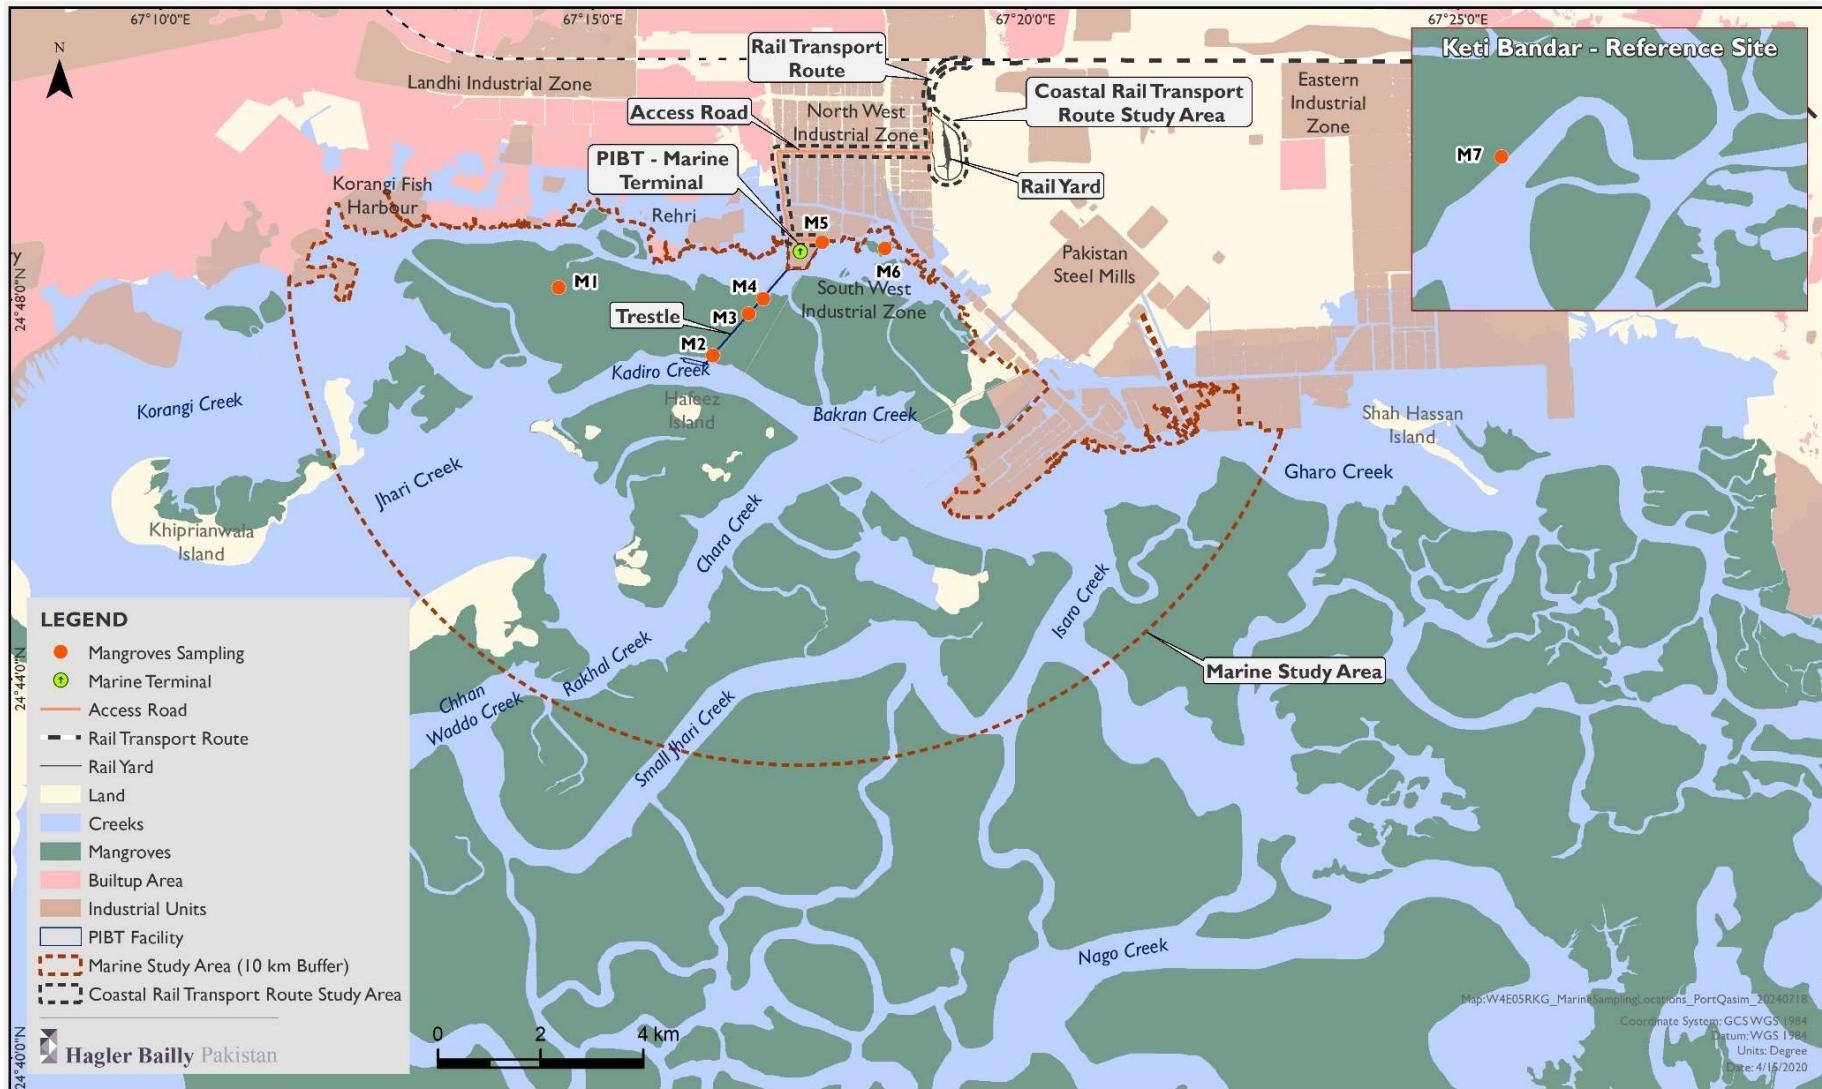 67°10'0"E
67°15'0"E
67°20'0"E
67°25'0"E
N
Landhi Industrial Zone
Rail Transport
Route
Access Road
North West
Industrial Zone
Coastal Rail Transport
Route Study Area
Eastern
Industrial
Zone
Keti Bandar - Reference Site
M7
PIBT - Marine
Terminal
Rail Yard
Korangi Fish
Harbour
Rehri
M5
M6
Pakistan
Steel Mills
y
24°48'0"N
M1
M4
M3
M2
Trestle
South West
Industrial Zone
Kadiro Creek
Hafeez
Island
Bakran Creek
Korangi Creek
Shah Hassan
Island
Gharo Creek
Jhari Creek
Khiprianwala
Island
Chara Creek
Isaro Creek
Rakhal Creek
Chhan
Waddo Creek
Small Jhari Creek
Marine Study Area
Nago Creek
24°44'0"N
24°40'0"N
LEGEND
Mangroves Sampling
Marine Terminal
Access Road
Rail Transport Route
Rail Yard
Land
Creeks
Mangroves
Builtup Area
Industrial Units
PIBT Facility
Marine Study Area (10 km Buffer)
Coastal Rail Transport Route Study Area
Hagler Bailly Pakistan
0 2 4 km
Map:W4E05RKG_MarineSamplingLocations_PortQasim_20240718
Coordinate System: GCS WGS 1984
Datum: WGS 1984
Units: Degree
Date: 4/15/2020